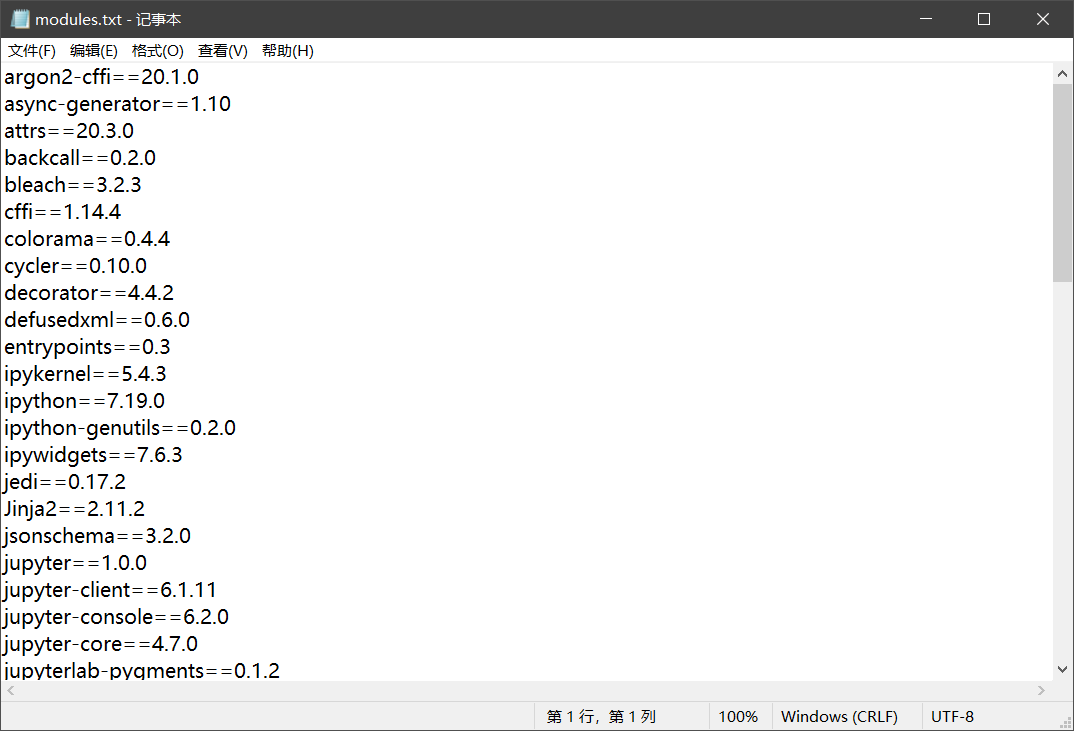 modules.txt - 记事本
文件(F) 编辑(E) 格式(O) 查看(V) 帮助(H)
argon2-cffi==20.1.0
async-generator==1.10
attrs==20.3.0
backcall==0.2.0
bleach==3.2.3
cffi==1.14.4
colorama==0.4.4
cycler==0.10.0
decorator==4.4.2
defusedxml==0.6.0
entrypoints==0.3
ipykernel==5.4.3
ipython==7.19.0
ipython-genutils==0.2.0
ipywidgets==7.6.3
jedi==0.17.2
Jinja2==2.11.2
jsonschema==3.2.0
jupyter==1.0.0
jupyter-client==6.1.11
jupyter-console==6.2.0
jupyter-core==4.7.0
jupyterlab-pygments==0.1.2
第 1 行，第 1 列 100% Windows (CRLF) UTF-8